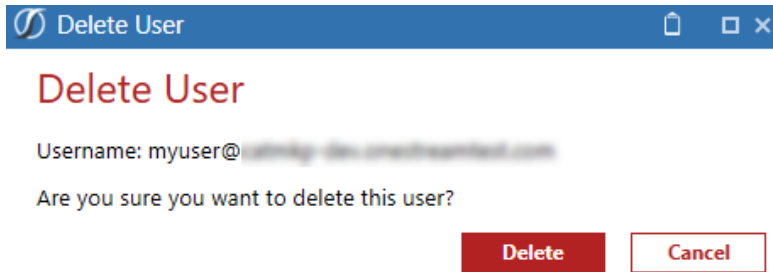 Delete User
Delete User
Username: myuser@
Are you sure you want to delete this user?
Delete Cancel